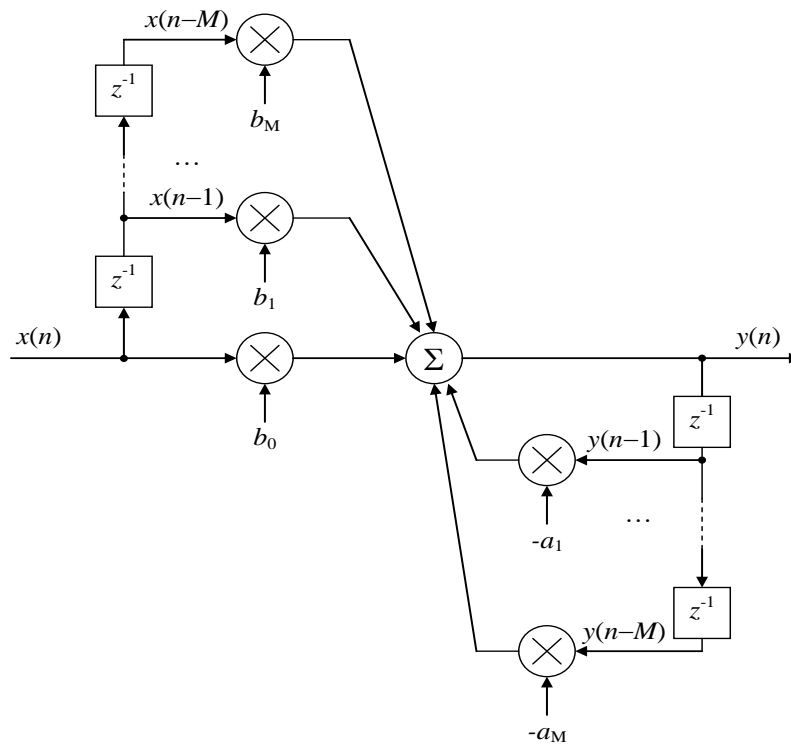 x(n–M)
z⁻¹
b_M
…
x(n–1)
z⁻¹
b₁
x(n)
Σ
y(n)
b₀
z⁻¹
y(n–1)
-a₁
…
z⁻¹
y(n–M)
-a_M